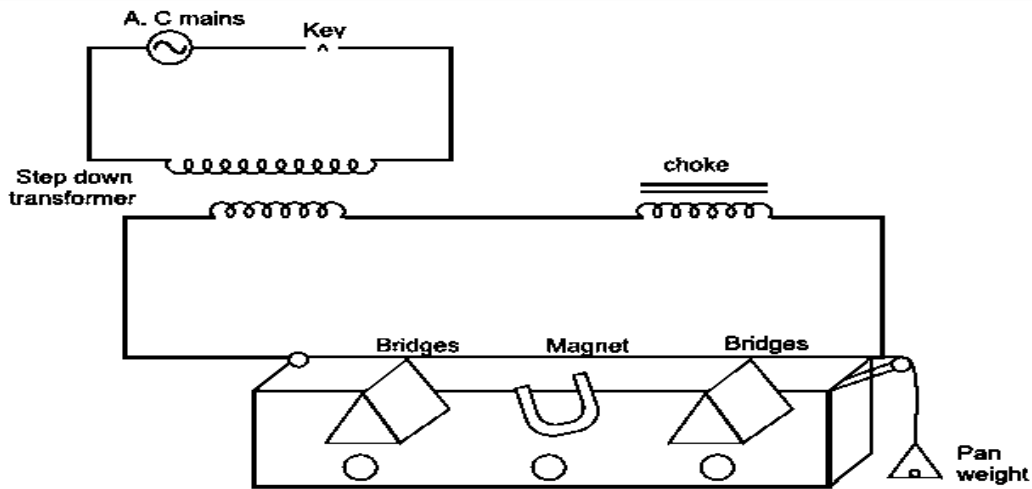 A. C mains
Key
Step down
transformer
choke
Bridges
Magnet
Bridges
Pan
weight